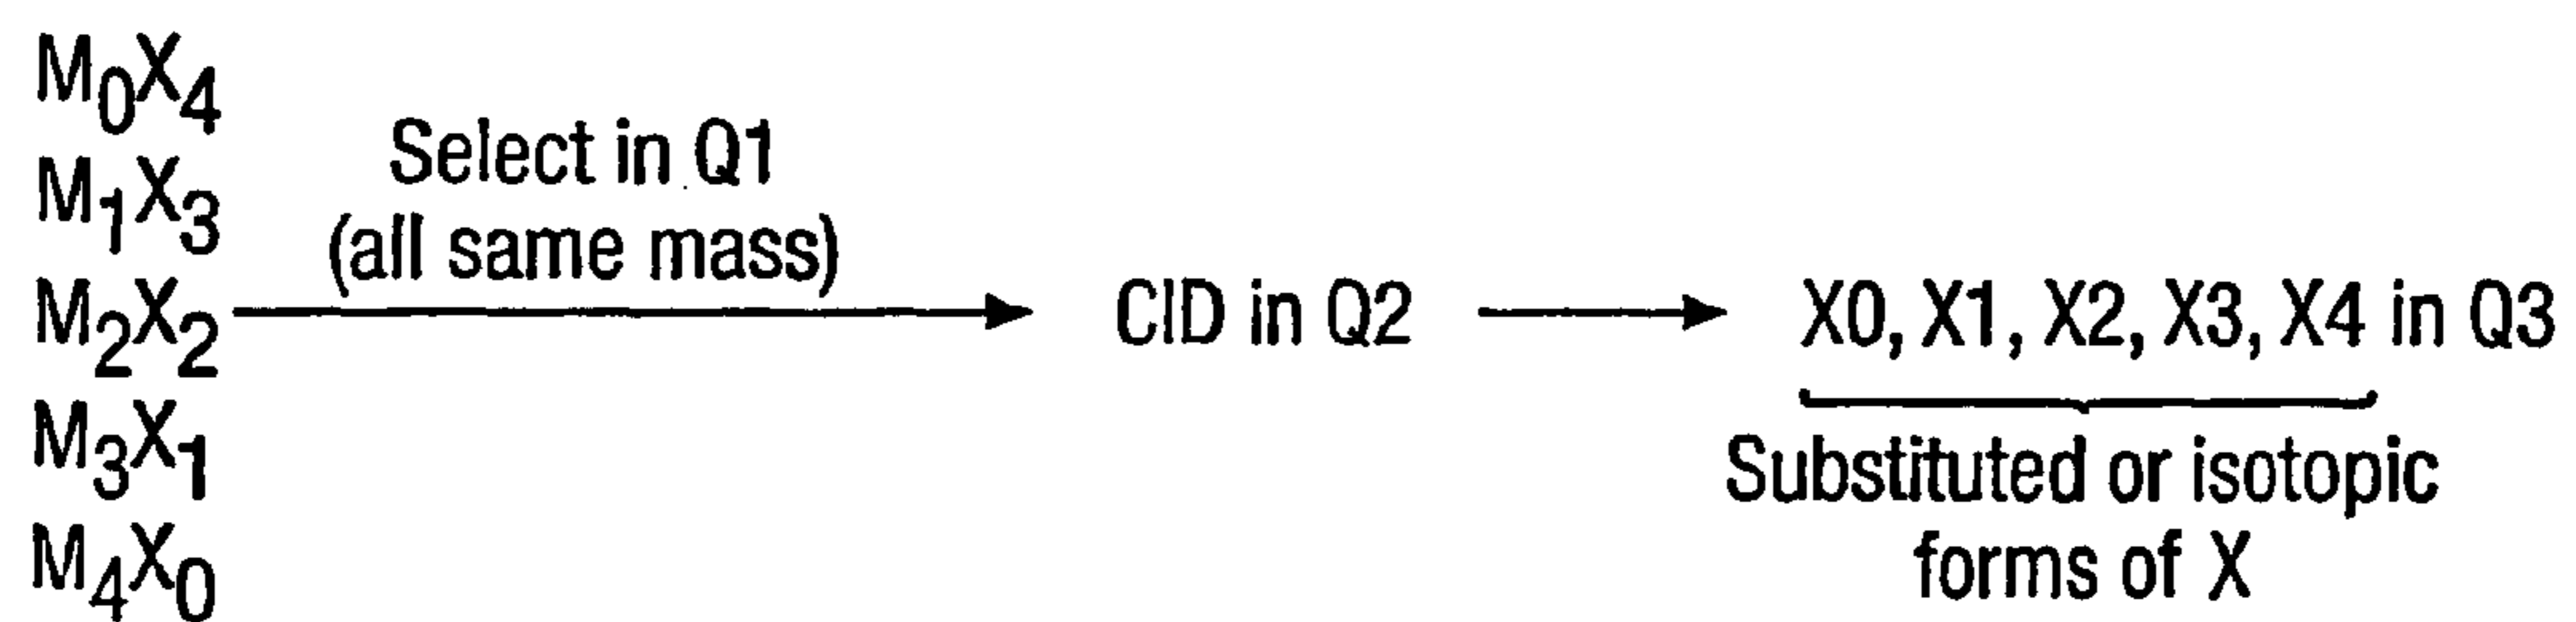 M₀X₄
M₁X₃
M₂X₂
M₃X₁
M₄X₀
Select in Q1
(all same mass)
CID in Q2
X0, X1, X2, X3, X4 in Q3
Substituted or isotopic
forms of X